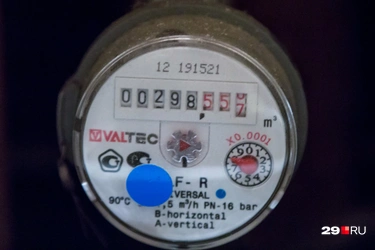 12 191521
00298557
m³
VALTEC
X0.0001
F-R
VERSAL
,5 m³/h PN-16 bar
90°C
B-horizontal
A-vertical
29.RU